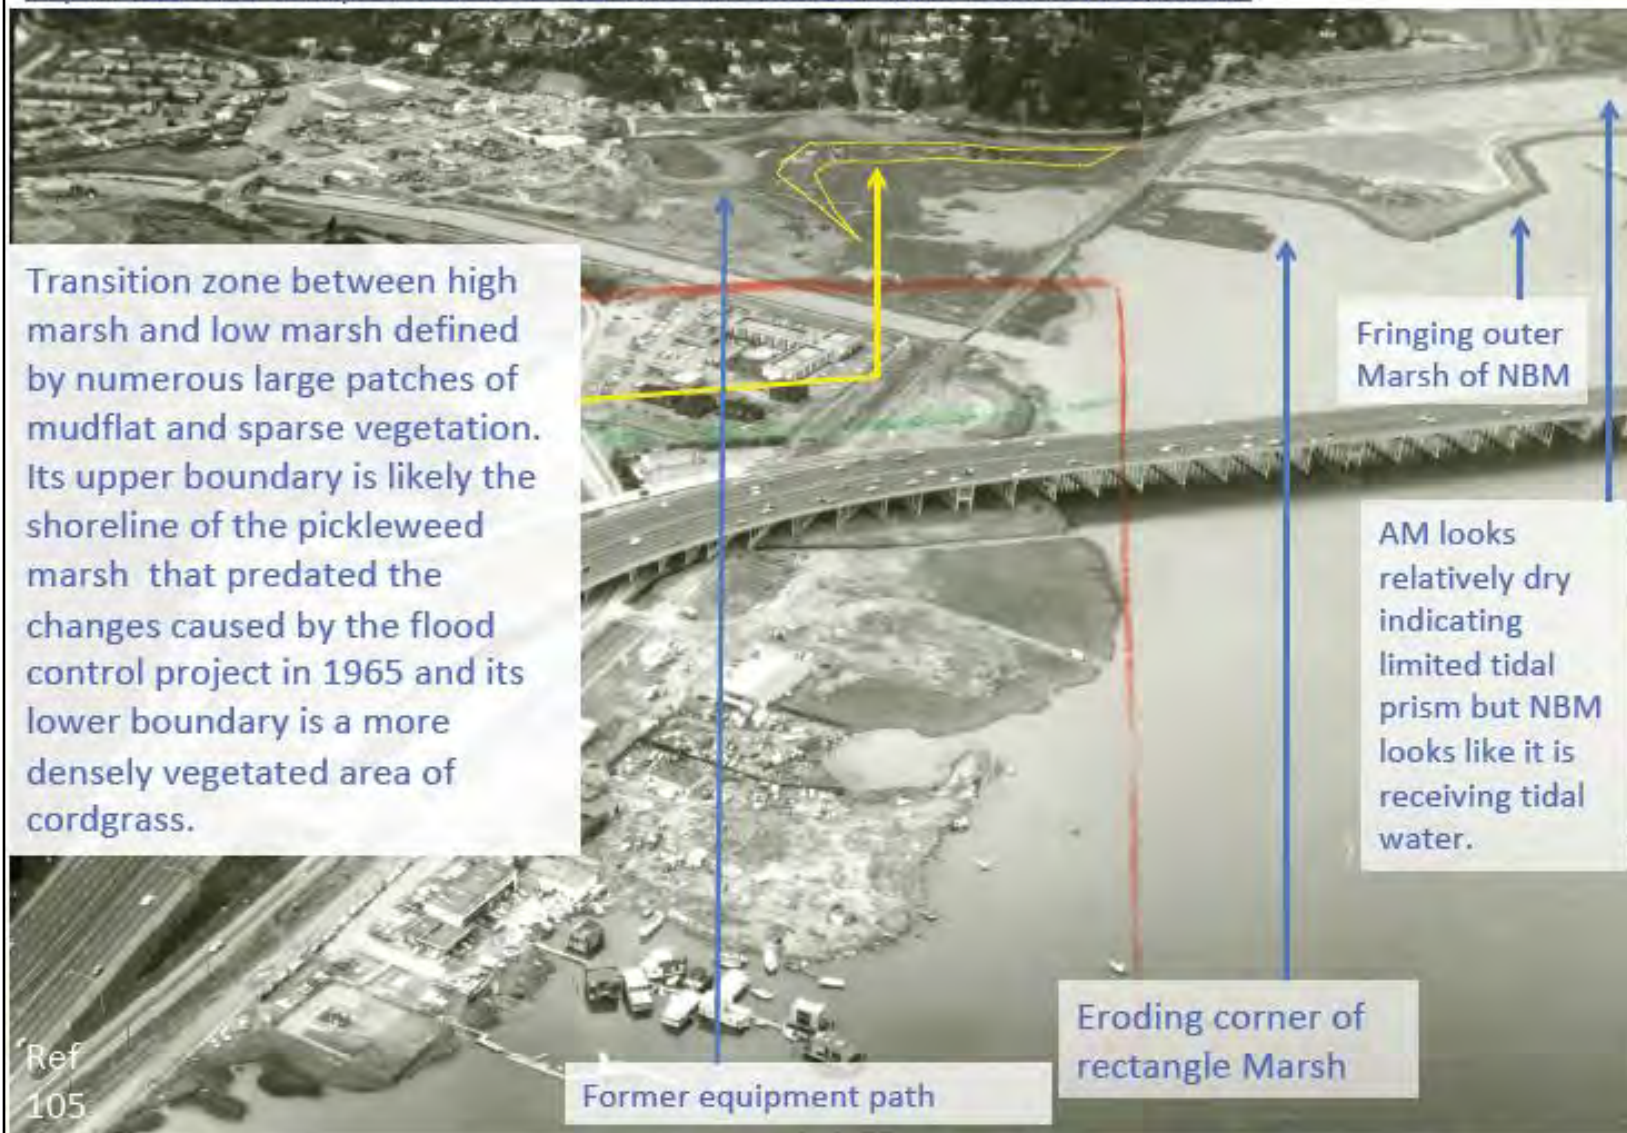 Transition zone between high
marsh and low marsh defined
by numerous large patches of
mudflat and sparse vegetation.
Its upper boundary is likely the
shoreline of the pickleweed
marsh that predated the
changes caused by the flood
control project in 1965 and its
lower boundary is a more
densely vegetated area of
cordgrass.
Fringing outer
Marsh of NBM
AM looks
relatively dry
indicating
limited tidal
prism but NBM
looks like it is
receiving tidal
water.
Eroding corner of
rectangle Marsh
Former equipment path
Ref
105